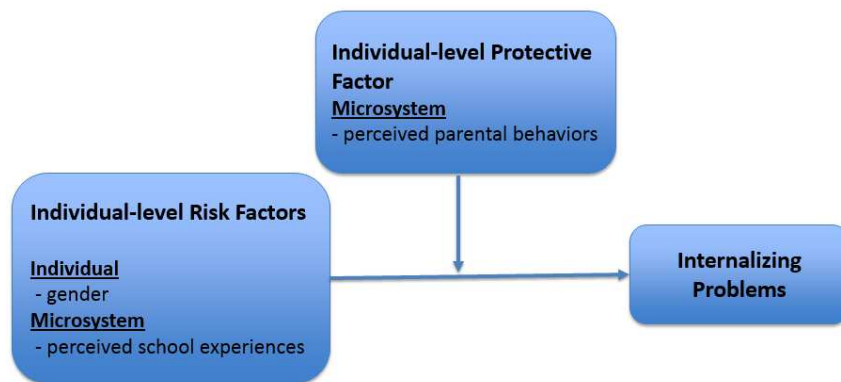 Individual-level Protective
Factor
Microsystem
- perceived parental behaviors
Individual-level Risk Factors
Individual
- gender
Microsystem
- perceived school experiences
Internalizing
Problems